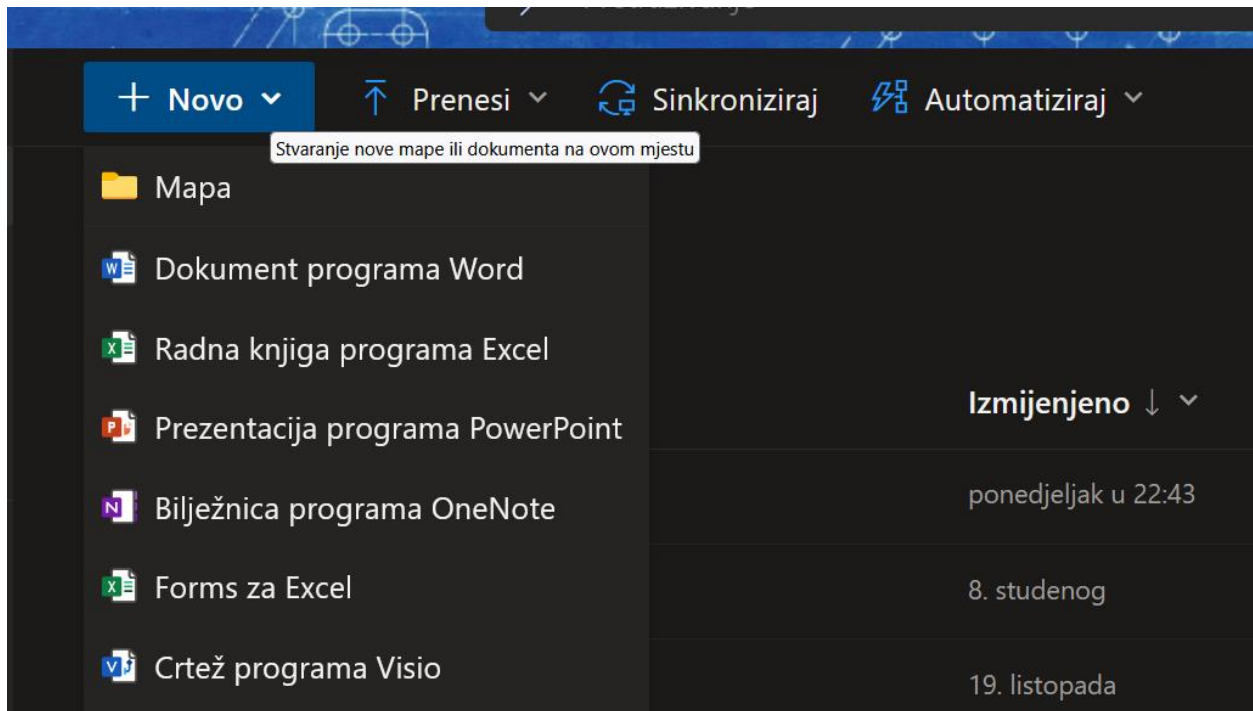 Novo
Prenesi
Sinkroniziraj
Automatiziraj
Stvaranje nove mape ili dokumenta na ovom mjestu
Mapa
Dokument programa Word
Radna knjiga programa Excel
Prezentacija programa PowerPoint
Bilježnica programa OneNote
Forms za Excel
Crtež programa Visio
Izmijenjeno
ponedjeljak u 22:43
8. studenog
19. listopada